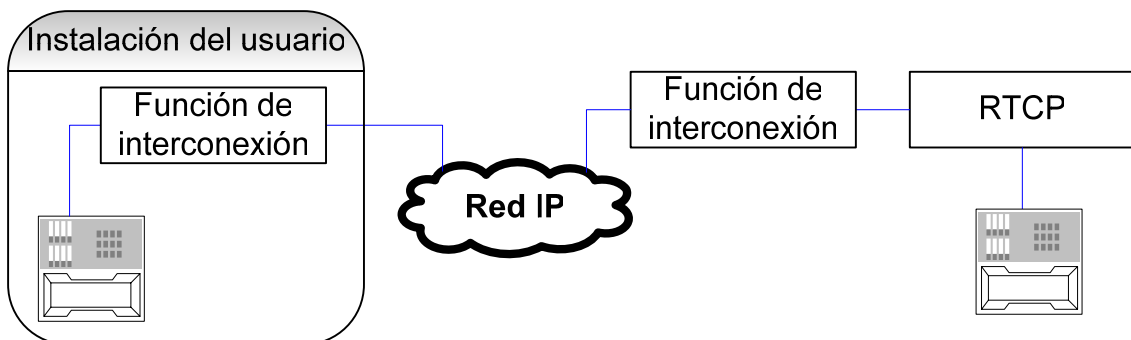 Instalación del usuario
Función de
interconexión
Red IP
Función de
interconexión
RTCP